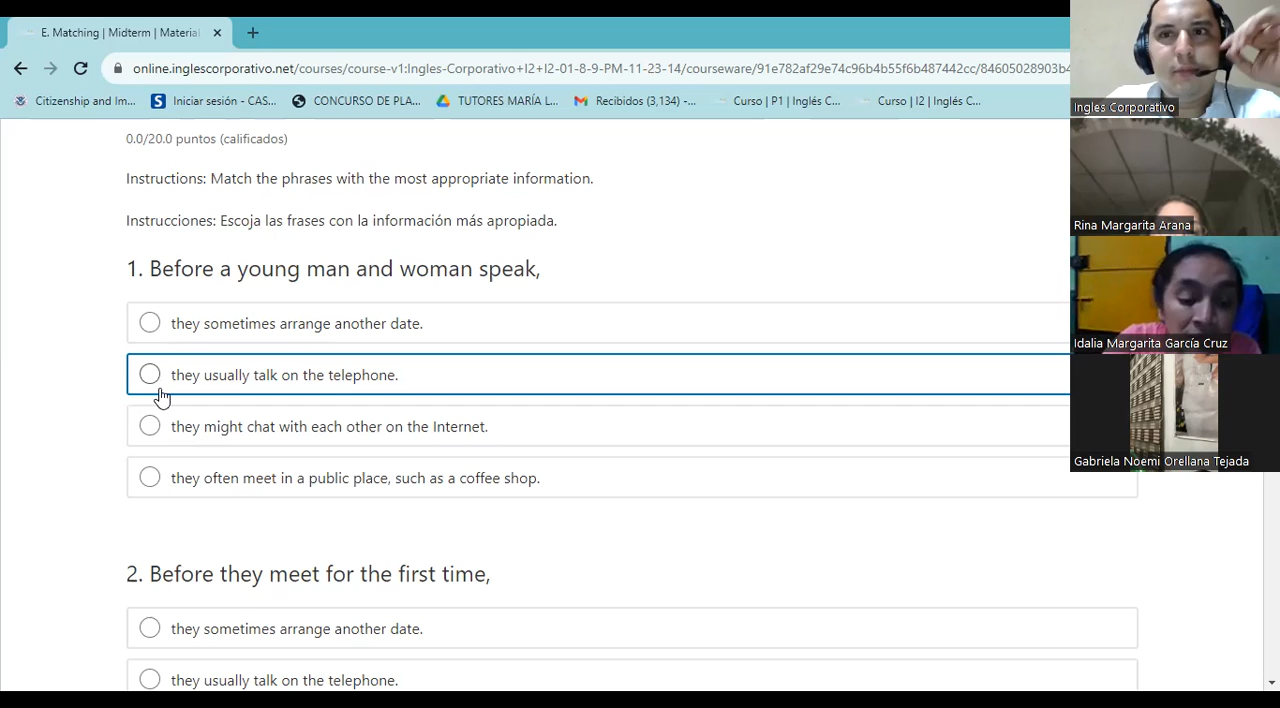 E. Matching | Midterm | Material
online.inglescorporativo.net/courses/course-v1:Ingles-Corporativo+I2+I2-01-8-9-PM-11-23-14/courseware/91e782af29e74c96b4b55f6b487442cc/84605028903b4
Citizenship and Im... Iniciar sesión - CAS... CONCURSO DE PLA... TUTORES MARÍA L... Recibidos (3,134) -... Curso | P1 | Inglés C... Curso | I2 | Inglés C...
0.0/20.0 puntos (calificados)
Instructions: Match the phrases with the most appropriate information.
Instrucciones: Escoja las frases con la información más apropiada.
1. Before a young man and woman speak,
they sometimes arrange another date.
they usually talk on the telephone.
they might chat with each other on the Internet.
they often meet in a public place, such as a coffee shop.
2. Before they meet for the first time,
they sometimes arrange another date.
they usually talk on the telephone.
Ingles Corporativo
Rina Margarita Arana
Idalia Margarita García Cruz
Gabriela Noemi Orellana Tejada